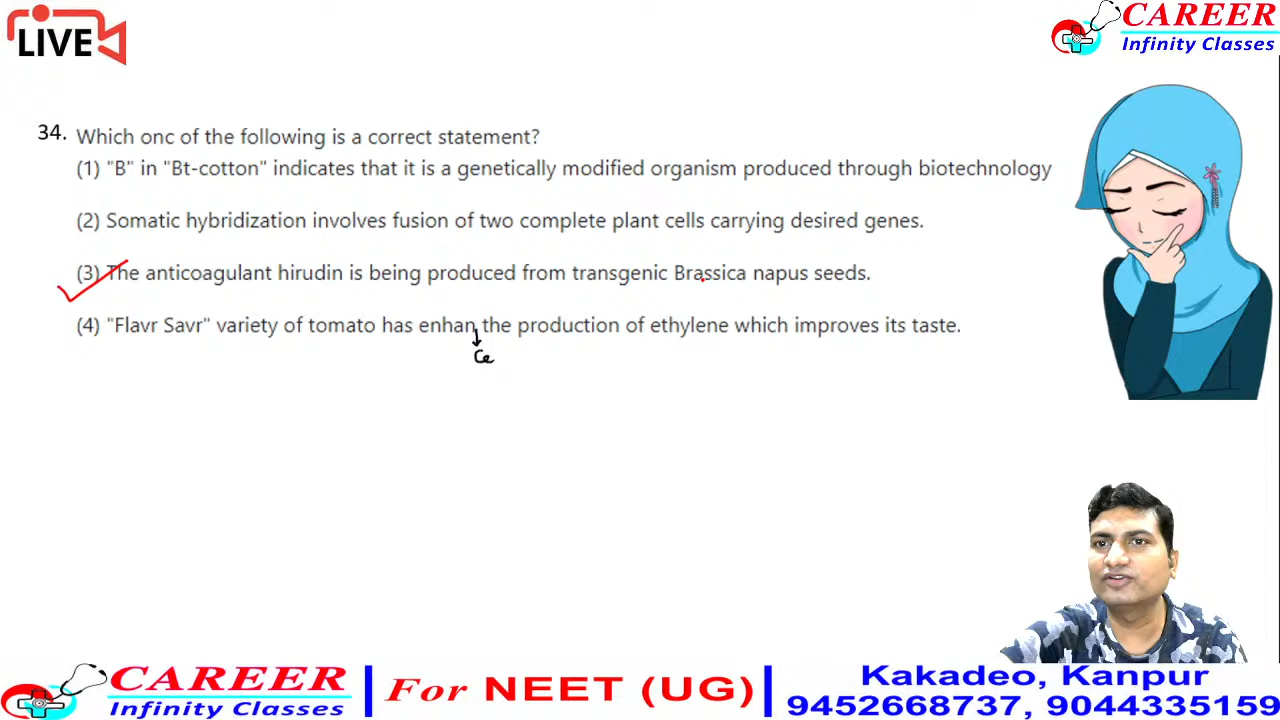 LIVE
CAREER
Infinity Classes
34. Which onc of the following is a correct statement?
(1) "B" in "Bt-cotton" indicates that it is a genetically modified organism produced through biotechnology
(2) Somatic hybridization involves fusion of two complete plant cells carrying desired genes.
(3) The anticoagulant hirudin is being produced from transgenic Brassica napus seeds.
(4) "Flavr Savr" variety of tomato has enhan the production of ethylene which improves its taste.
Ce
CAREER
Infinity Classes
For NEET (UG)
Kakadeo, Kanpur
9452668737, 9044335159